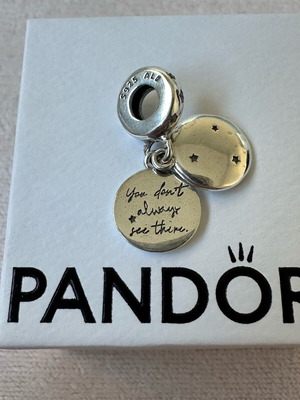 S925 ALE
You don't
always
see them.
PANDOR